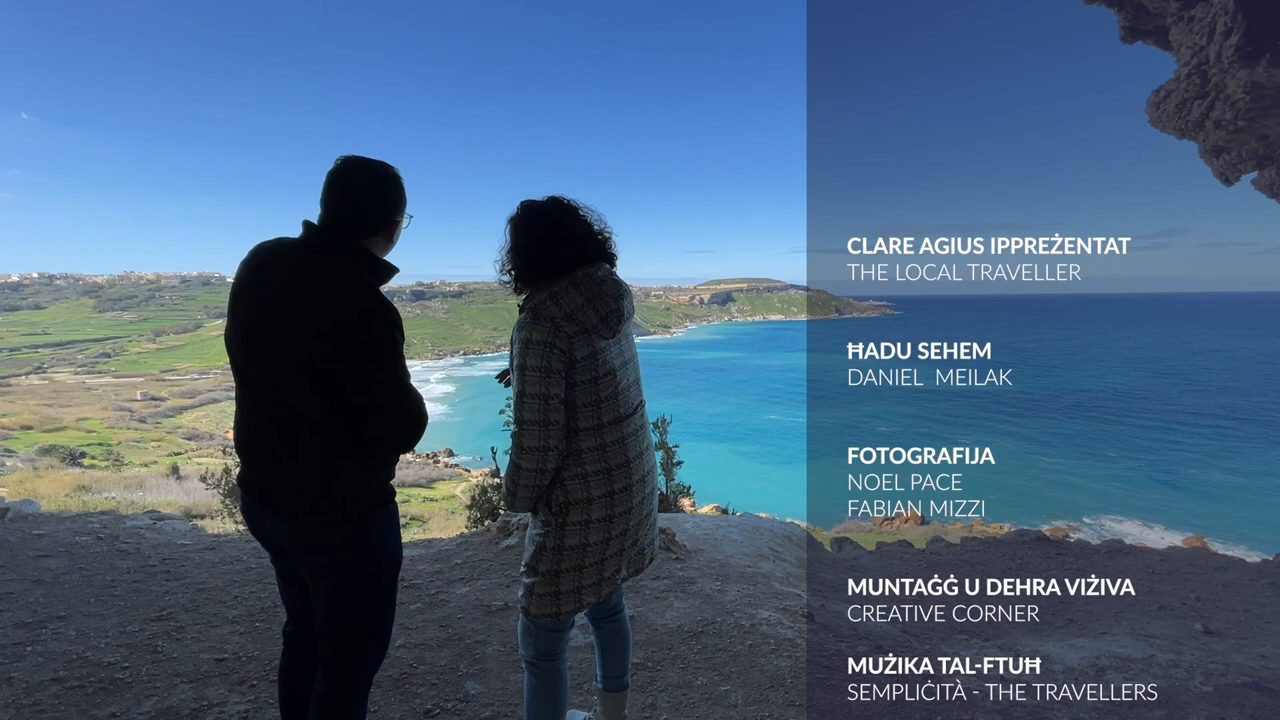 CLARE AGIUS IPPREŻENTAT
THE LOCAL TRAVELLER
ĦADU SEHEM
DANIEL MEILAK
FOTOGRAFIJA
NOEL PACE
FABIAN MIZZI
MUNTAĠĠ U DEHRA VIŻIVA
CREATIVE CORNER
MUŻIKA TAL-FTUĦ
SEMPLIĊITÀ - THE TRAVELLERS